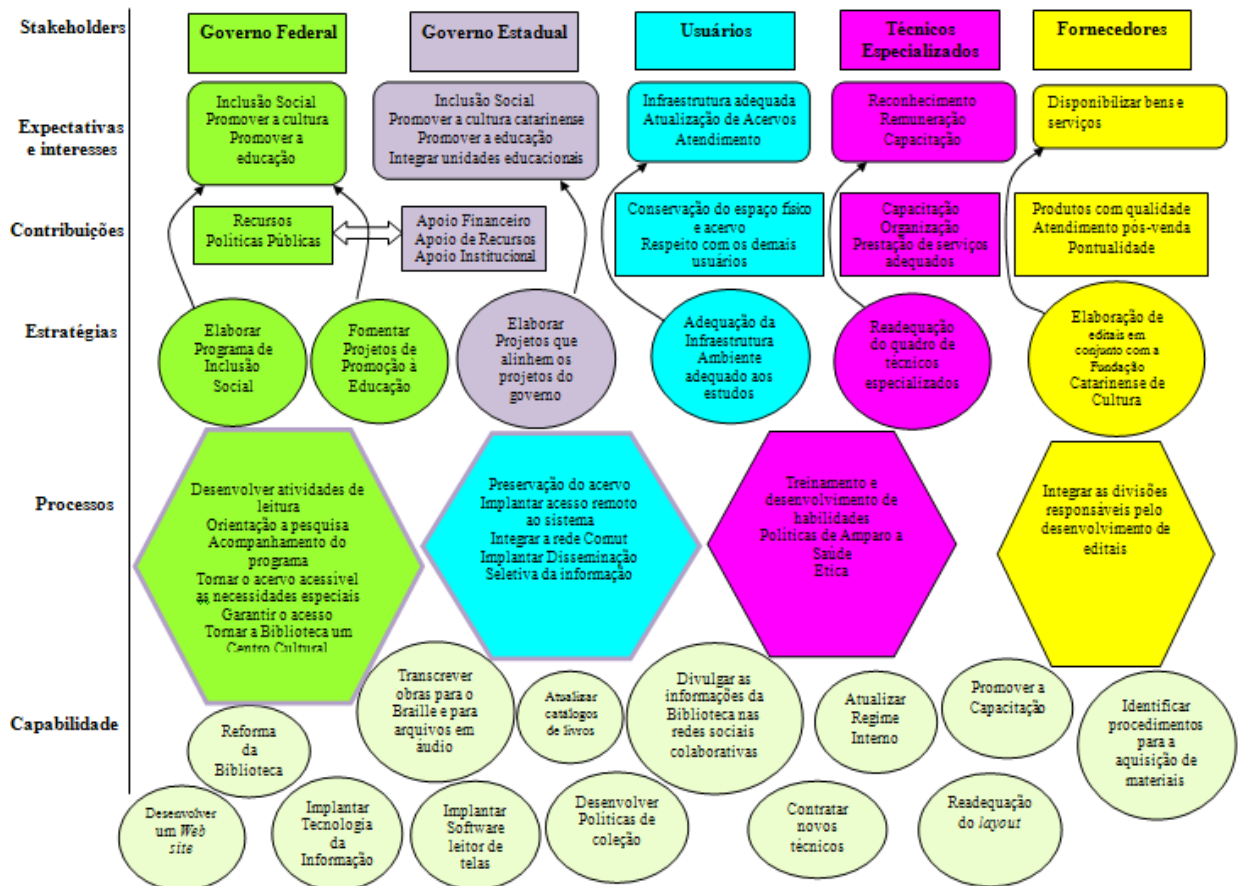 Stakeholders
Governo Federal
Governo Estadual
Usuários
Técnicos
Especializados
Fornecedores
Expectativas
e interesses
Inclusão Social
Promover a cultura
Promover a
educação
Inclusão Social
Promover a cultura catarinense
Promover a educação
Integrar unidades educacionais
Infraestrutura adequada
Atualização de Acervos
Atendimento
Reconhecimento
Remuneração
Capacitação
Disponibilizar bens e
serviços
Contribuições
Recursos
Políticas Públicas
Apoio Financeiro
Apoio de Recursos
Apoio Institucional
Conservação do espaço físico
e acervo
Respeito com os demais
usuários
Capacitação
Organização
Prestação de serviços
adequados
Produtos com qualidade
Atendimento pós-venda
Pontualidade
Estratégias
Elaborar
Programa de
Inclusão
Social
Fomentar
Projetos de
Promoção à
Educação
Elaborar
Projetos que
alinhem os
projetos do
governo
Adequação da
Infraestrutura
Ambiente
adequado aos
estudos
Readequação
do quadro de
técnicos
especializados
Elaboração de
editais em
conjunto com a
Fundação
Catarinense de
Cultura
Processos
Desenvolver atividades de
leitura
Orientação a pesquisa
Acompanhamento do
programa
Tornar o acervo acessível
as necessidades especiais
Garantir o acesso
Tornar a Biblioteca um
Centro Cultural
Preservação do acervo
Implantar acesso remoto
ao sistema
Integrar a rede Comut
Implantar Disseminação
Seletiva da informação
Treinamento e
desenvolvimento de
habilidades
Políticas de Amparo a
Saúde
Etica
Integrar as divisões
responsáveis pelo
desenvolvimento de
editais
Capabilidade
Reforma
da
Biblioteca
Transcrever
obras para o
Braille e para
arquivos em
áudio
Atualizar
catálogos
de livros
Divulgar as
informações da
Biblioteca nas
redes sociais
colaborativas
Atualizar
Regime
Interno
Promover a
Capacitação
Identificar
procedimentos
para a
aquisição de
materiais
Desenvolver
um Web
site
Implantar
Tecnologia
da
Informação
Implantar
Software
leitor de
telas
Desenvolver
Políticas de
coleção
Contratar
novos
técnicos
Readequação
do layout